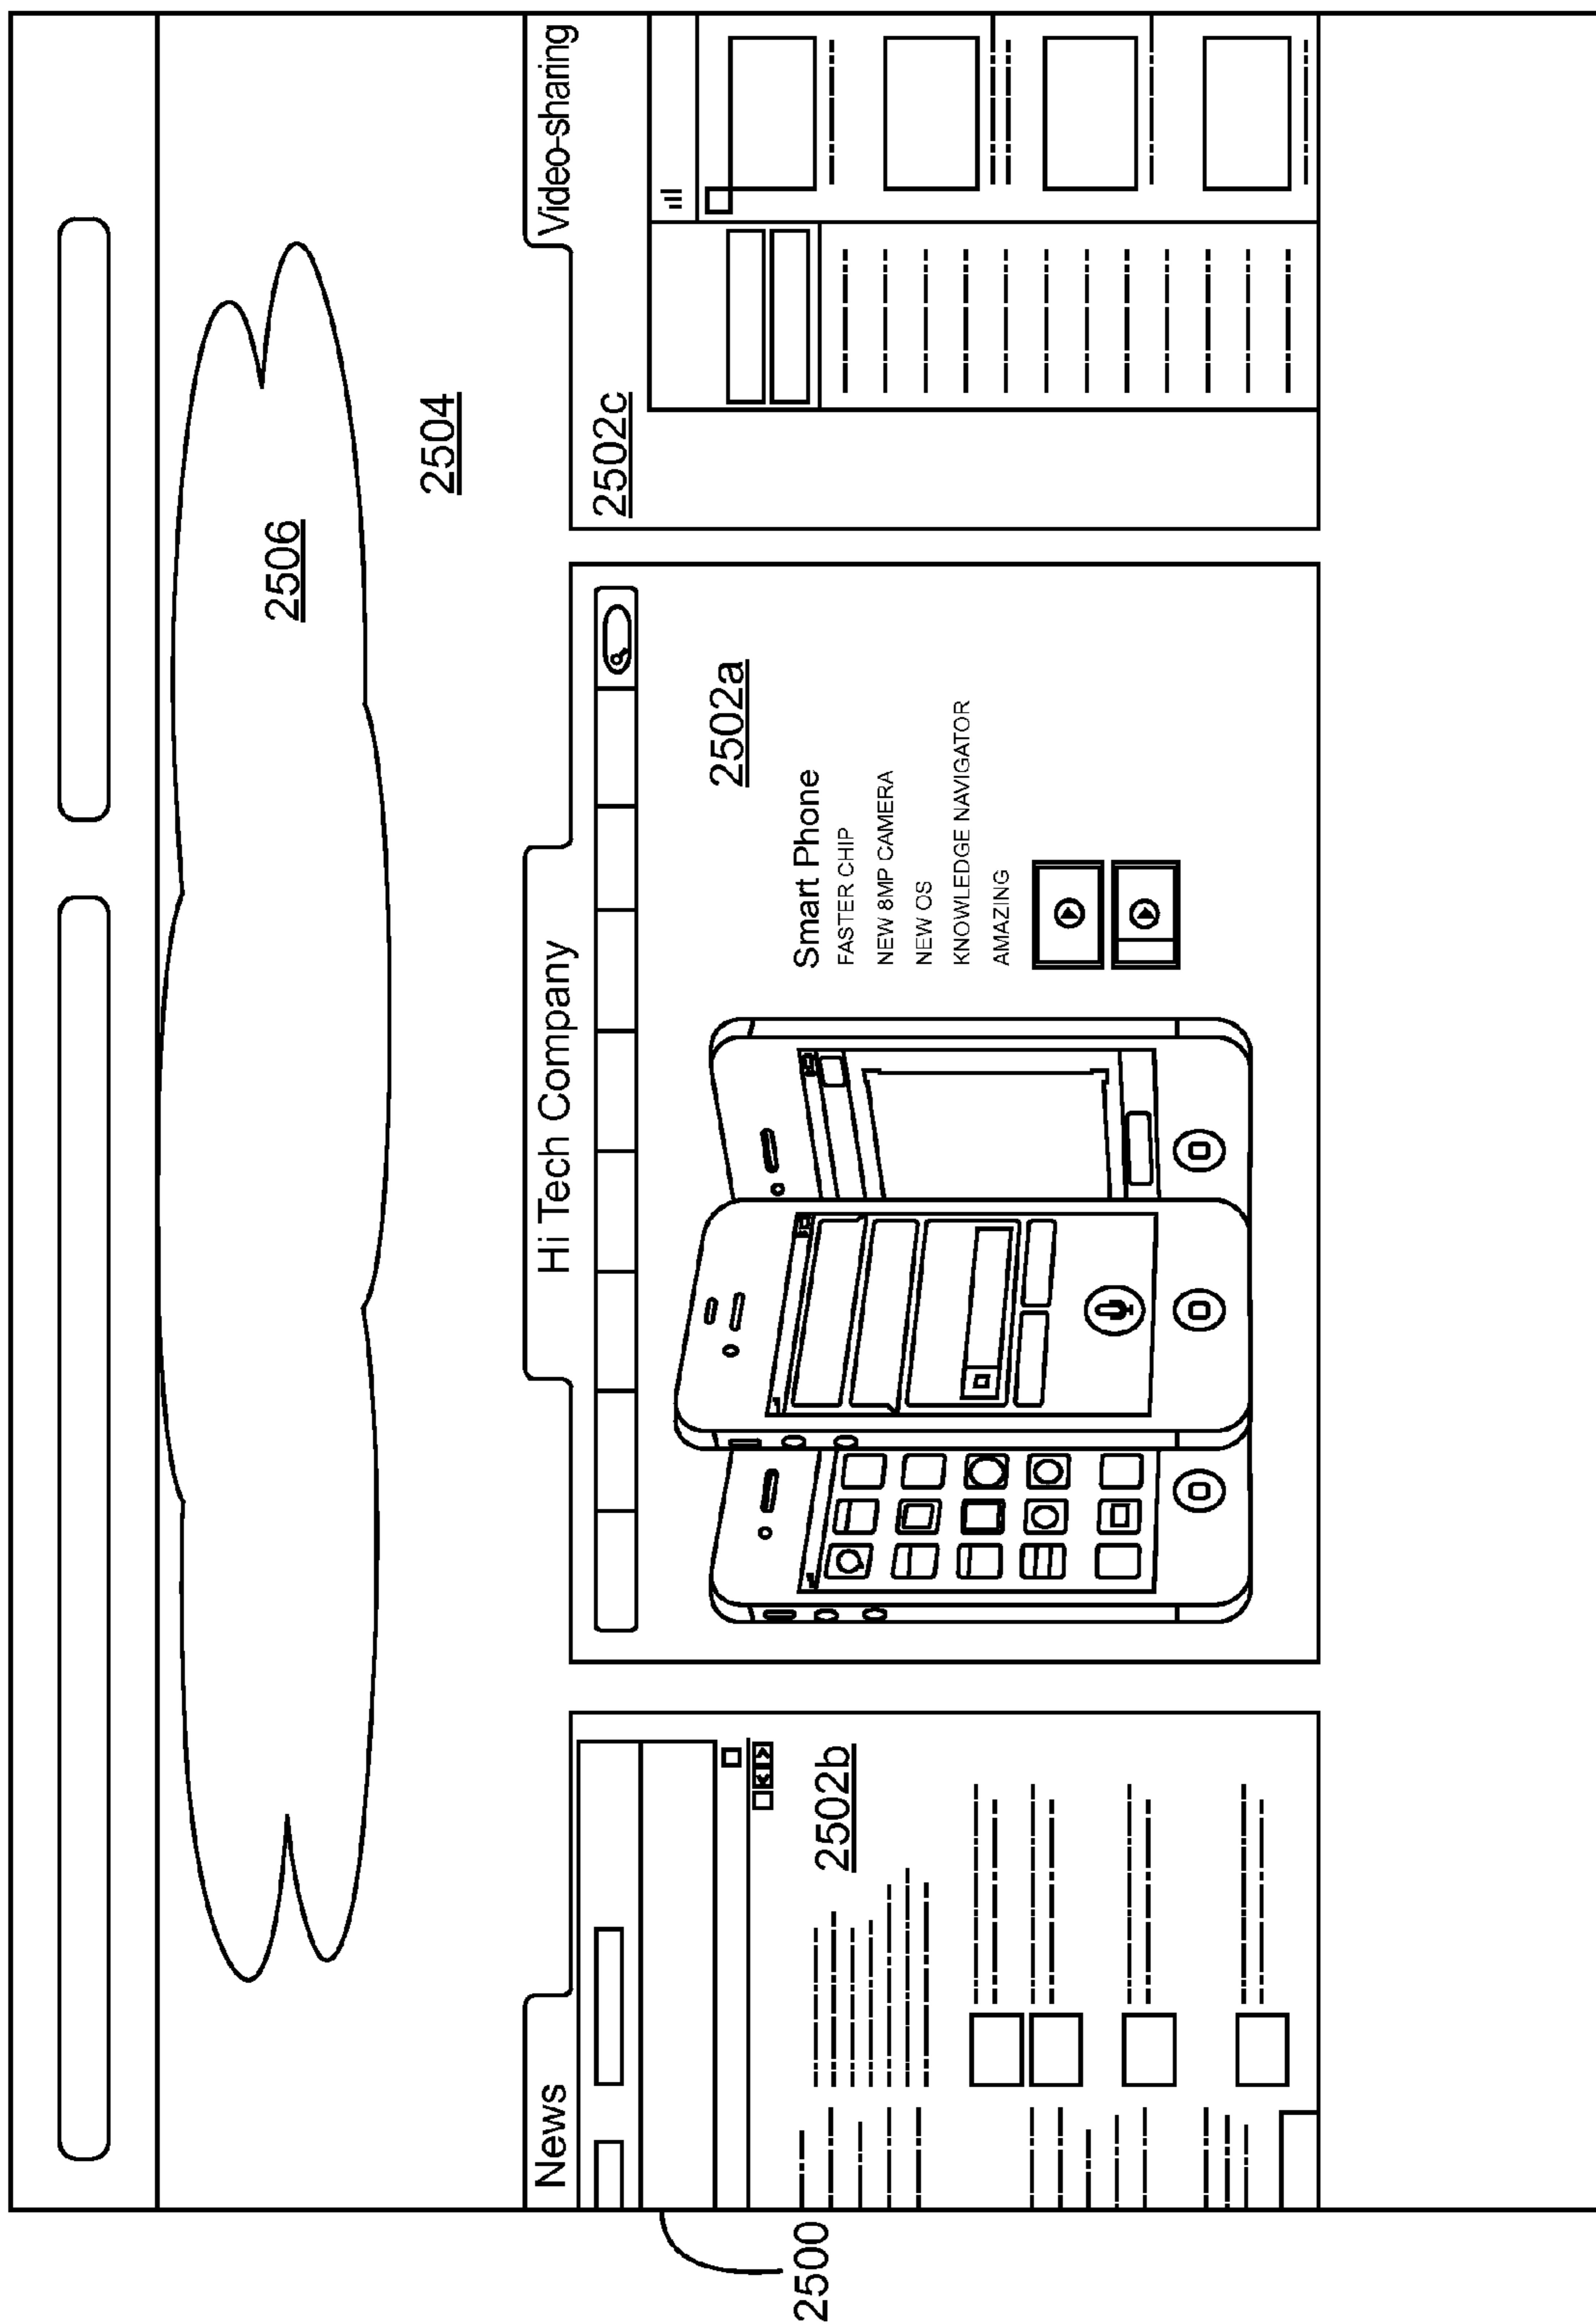 2506
2504
News
Hi Tech Company
Video-sharing
2502c
2502a
2502b
Smart Phone
FASTER CHIP
NEW 8MP CAMERA
NEW OS
KNOWLEDGE NAVIGATOR
AMAZING
2500